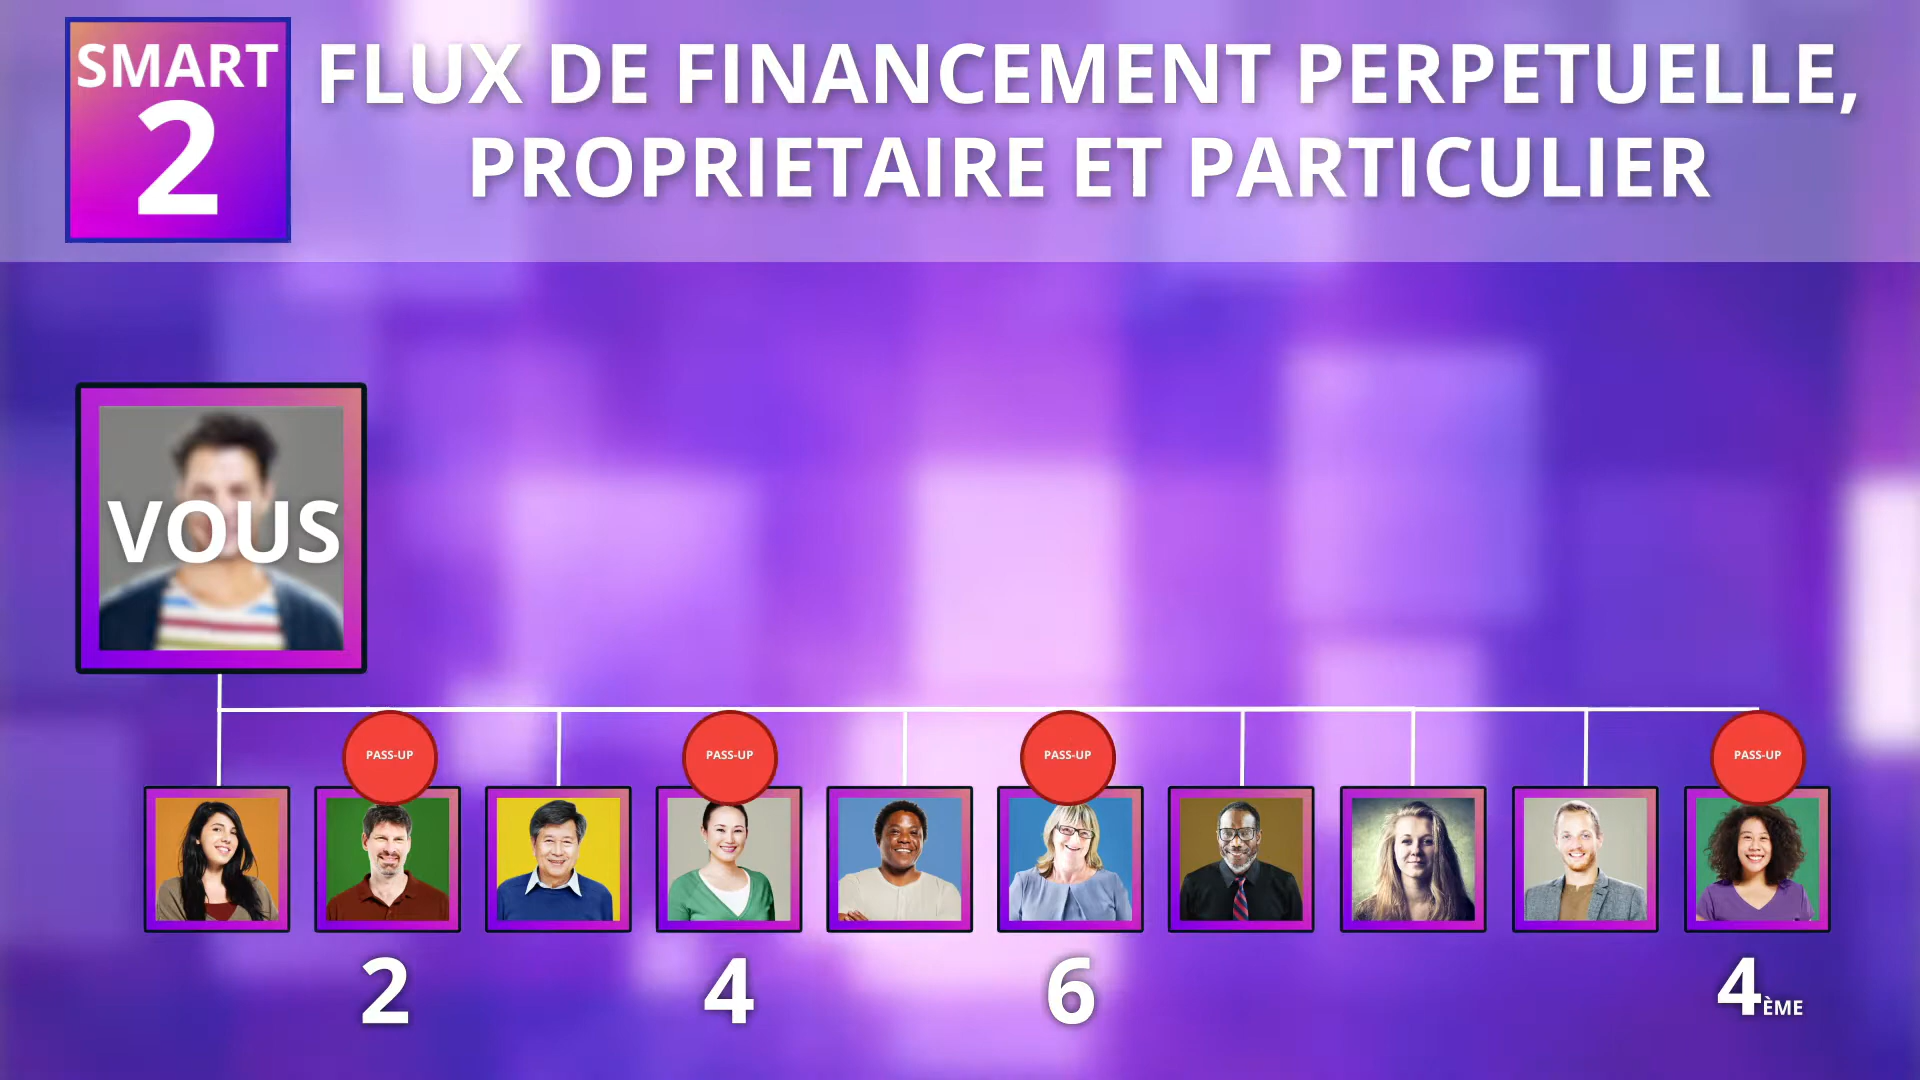 SMART
2
FLUX DE FINANCEMENT PERPETUELLE,
PROPRIETAIRE ET PARTICULIER
VOUS
PASS-UP
PASS-UP
PASS-UP
PASS-UP
2
4
6
4ÈME